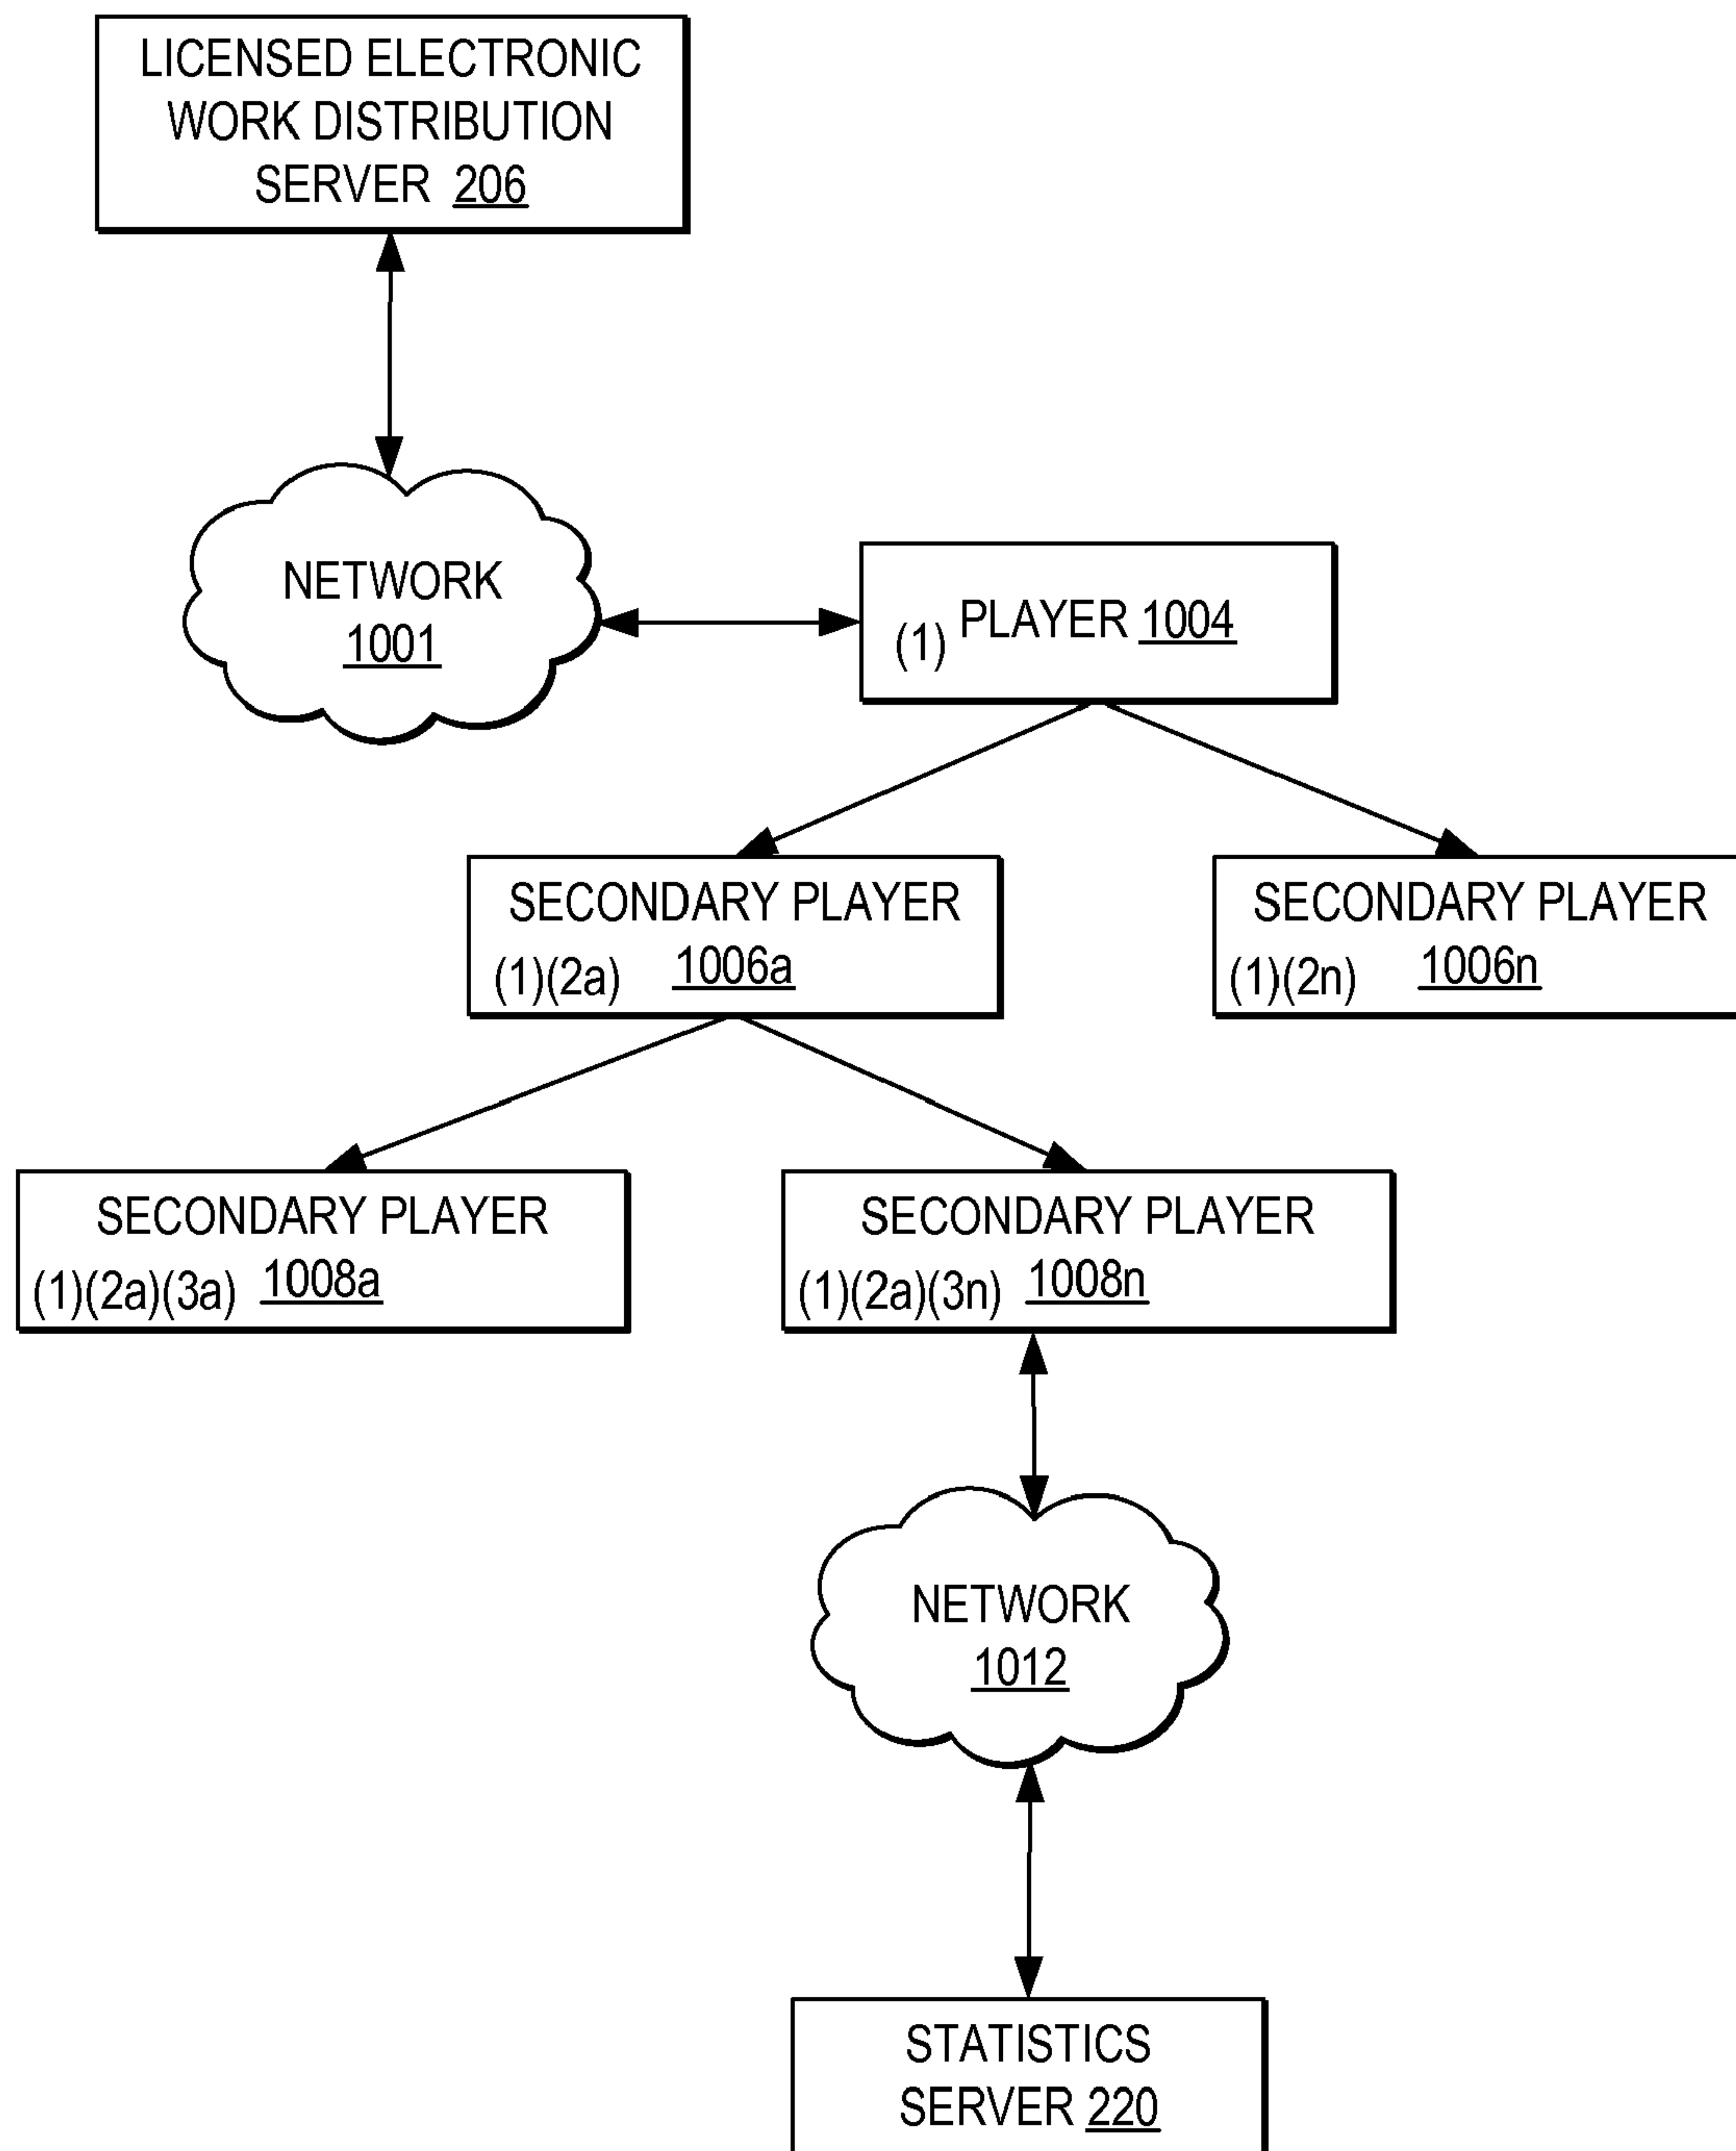 LICENSED ELECTRONIC
WORK DISTRIBUTION
SERVER 206
NETWORK
1001
(1) PLAYER 1004
SECONDARY PLAYER
(1)(2a) 1006a
SECONDARY PLAYER
(1)(2n) 1006n
SECONDARY PLAYER
(1)(2a)(3a) 1008a
SECONDARY PLAYER
(1)(2a)(3n) 1008n
NETWORK
1012
STATISTICS
SERVER 220